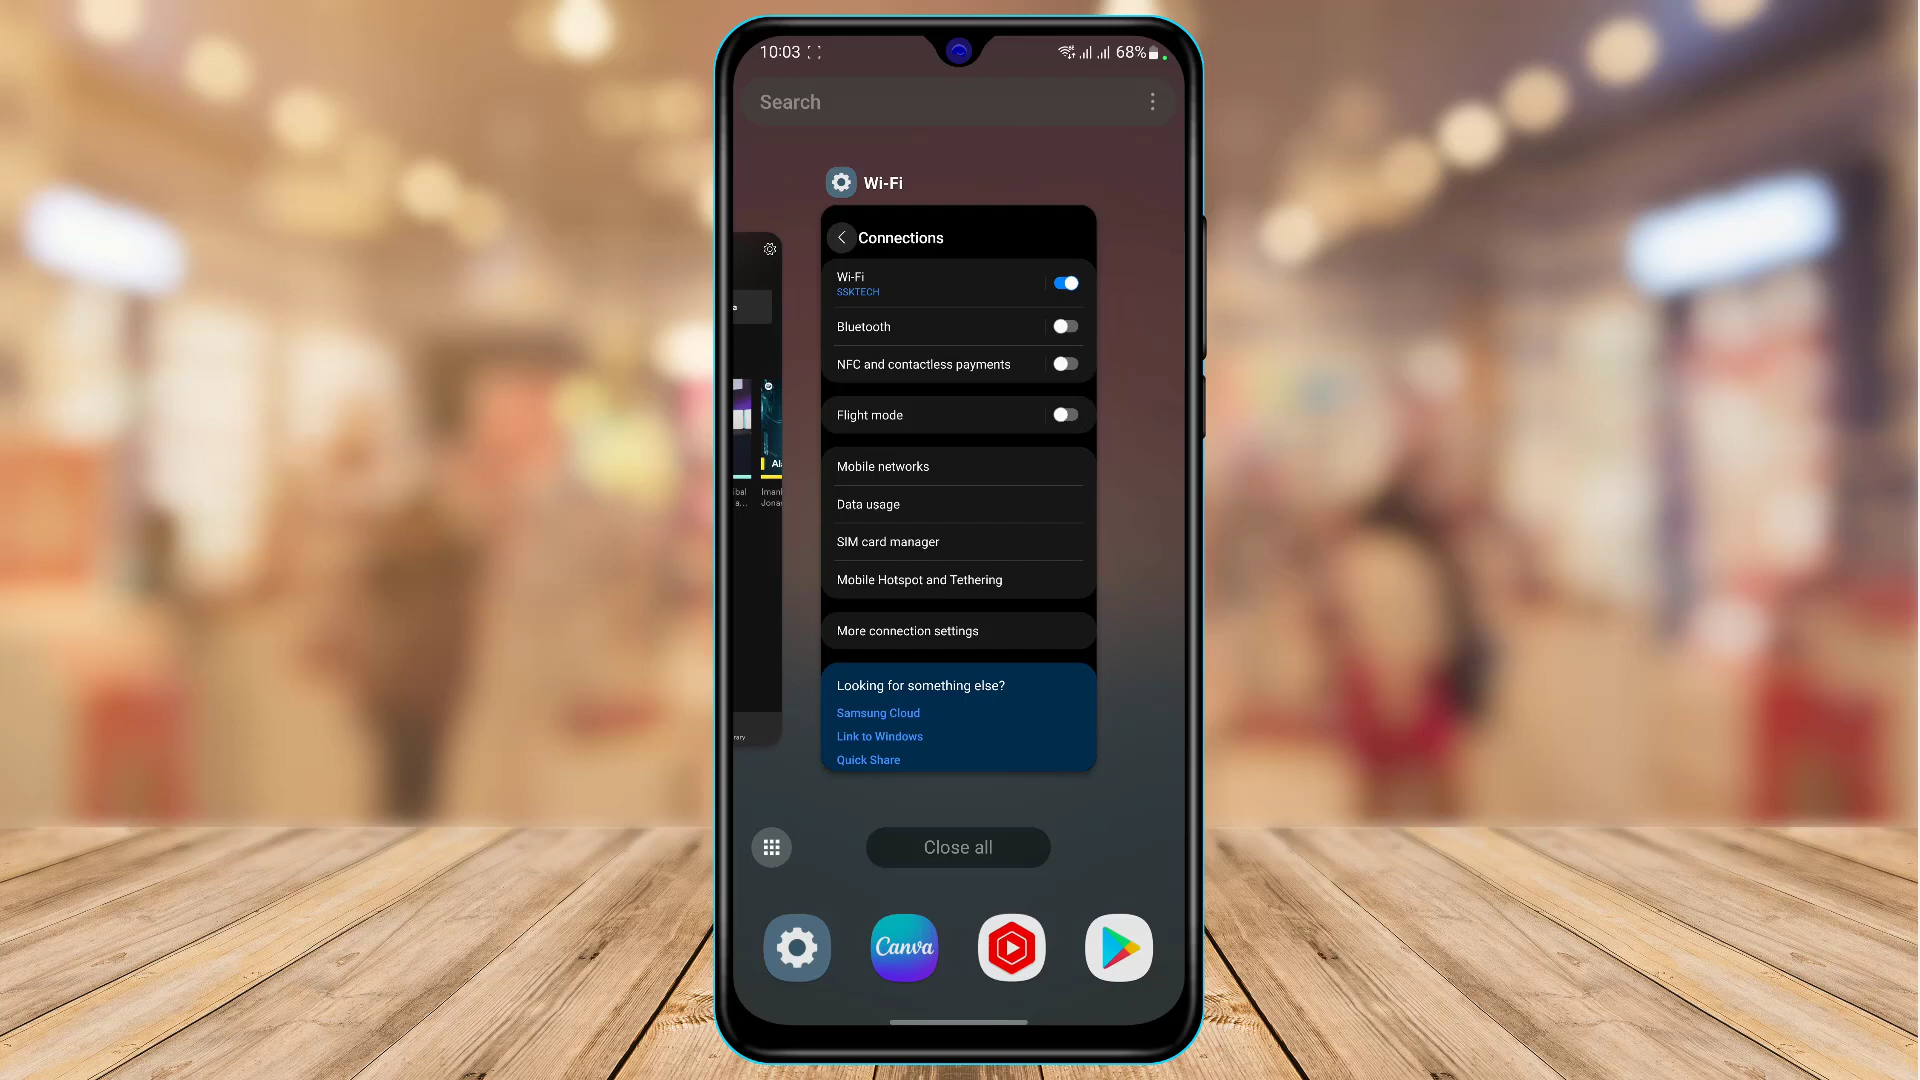 10:03
68%
Search
Wi-Fi
Connections
Wi-Fi
SSKTECH
Bluetooth
NFC and contactless payments
Flight mode
Mobile networks
Data usage
SIM card manager
Mobile Hotspot and Tethering
More connection settings
Looking for something else?
Samsung Cloud
Link to Windows
Quick Share
Close all
Canva